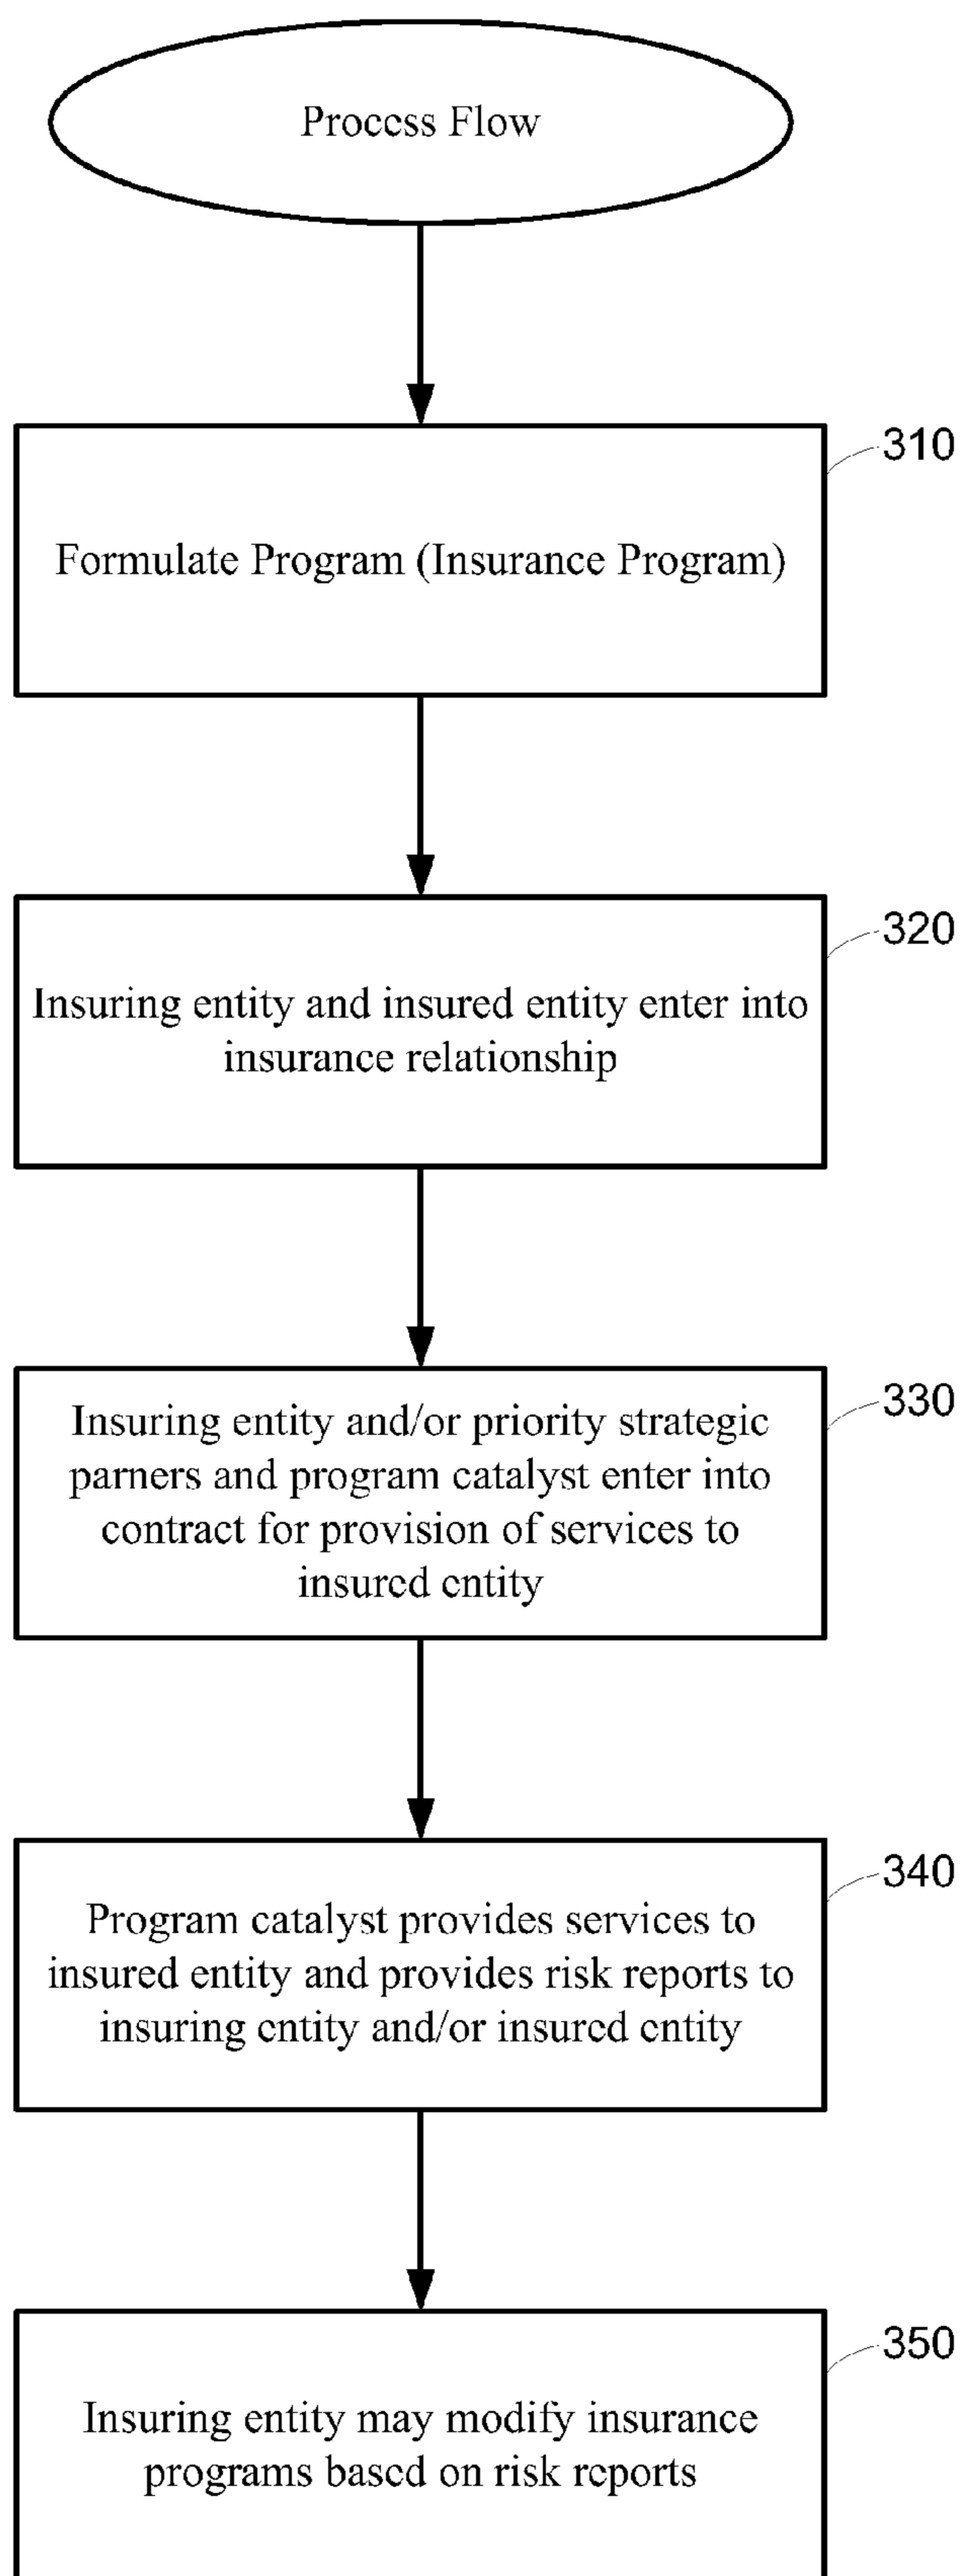 Process Flow
310
Formulate Program (Insurance Program)
320
Insuring entity and insured entity enter into
insurance relationship
330
Insuring entity and/or priority strategic
parners and program catalyst enter into
contract for provision of services to
insured entity
340
Program catalyst provides services to
insured entity and provides risk reports to
insuring entity and/or insured entity
350
Insuring entity may modify insurance
programs based on risk reports